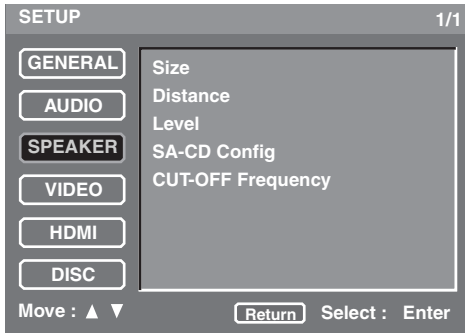 SETUP 1/1
GENERAL
AUDIO
SPEAKER
VIDEO
HDMI
DISC
Size
Distance
Level
SA-CD Config
CUT-OFF Frequency
Move : ▲ ▼ Return Select : Enter